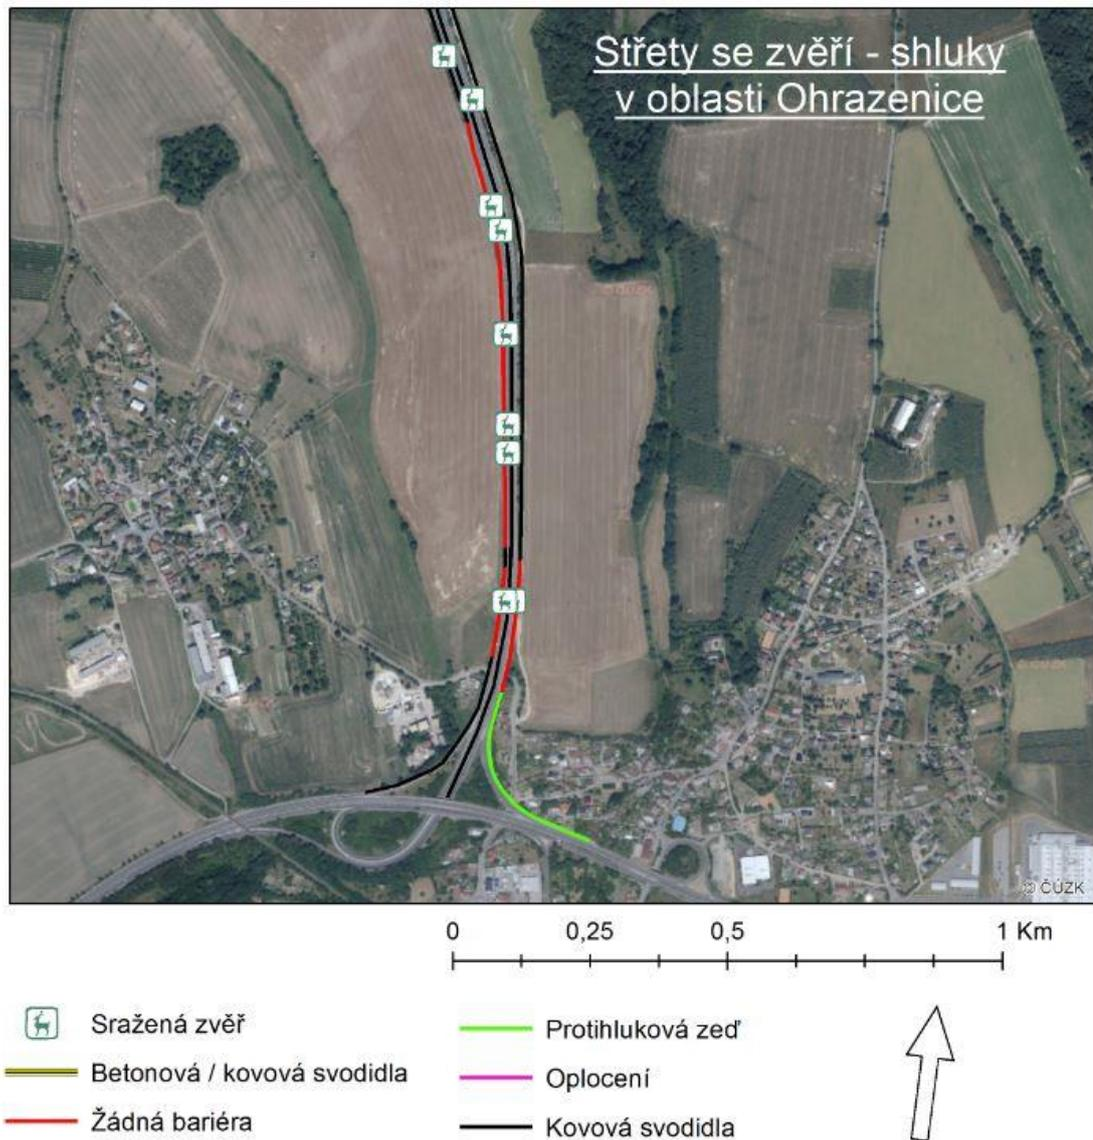 Střety se zvěří - shluky
v oblasti Ohrazenice
© ČÚZK
0 0,25 0,5 1 Km
Sražená zvěř
Betonová / kovová svodidla
Žádná bariéra
Protihluková zeď
Oplocení
Kovová svodidla